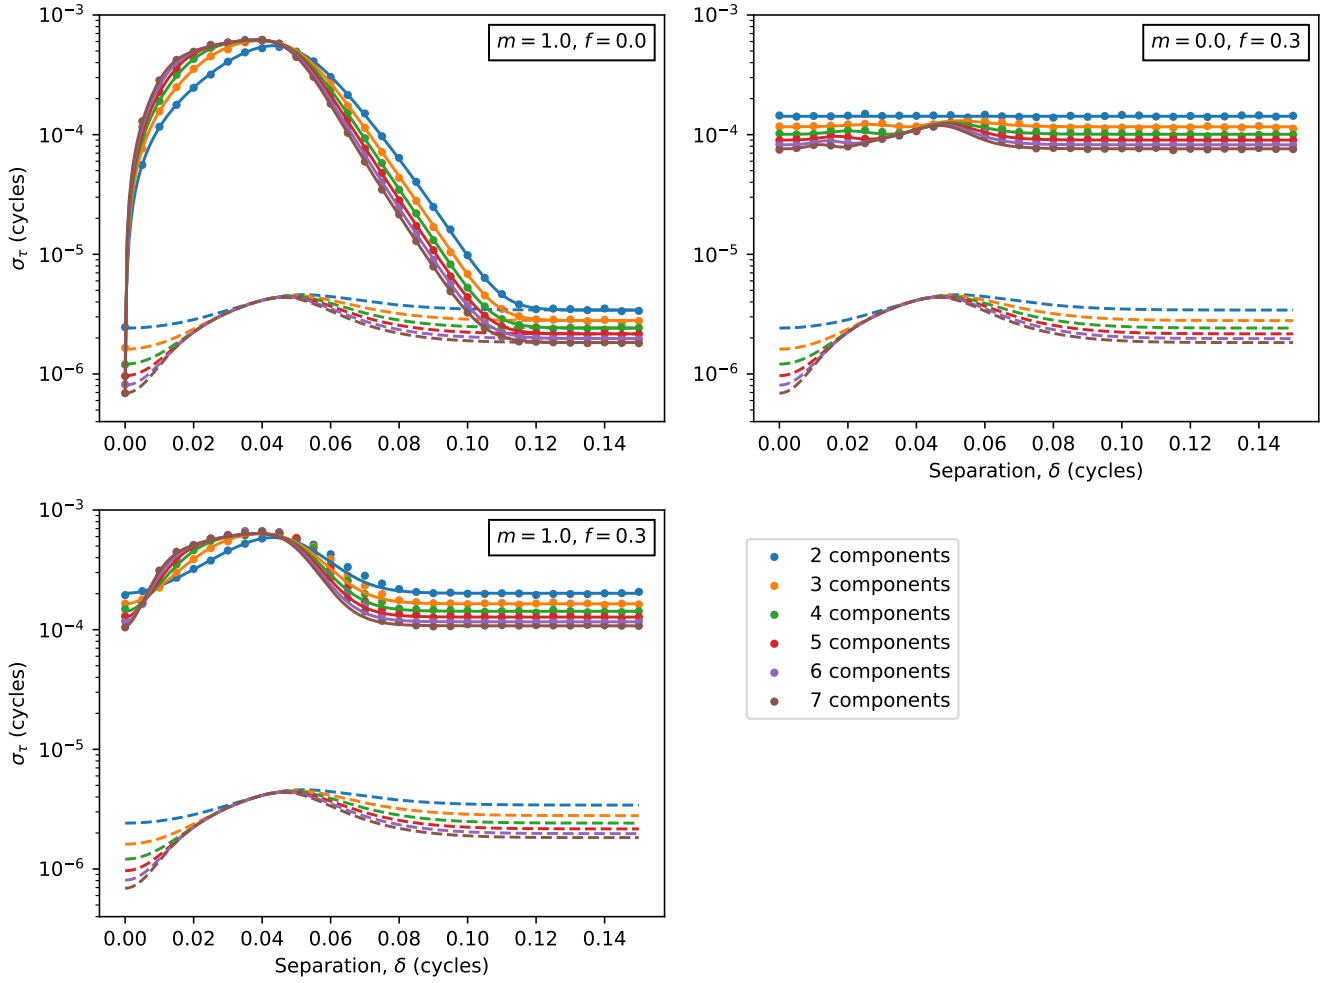 m = 1.0, f = 0.0
10⁻³
10⁻⁴
10⁻⁵
10⁻⁶
σ_τ (cycles)
0.00 0.02 0.04 0.06 0.08 0.10 0.12 0.14
m = 0.0, f = 0.3
10⁻³
10⁻⁴
10⁻⁵
10⁻⁶
0.00 0.02 0.04 0.06 0.08 0.10 0.12 0.14
Separation, δ (cycles)
m = 1.0, f = 0.3
10⁻³
10⁻⁴
10⁻⁵
10⁻⁶
σ_τ (cycles)
0.00 0.02 0.04 0.06 0.08 0.10 0.12 0.14
Separation, δ (cycles)
2 components
3 components
4 components
5 components
6 components
7 components